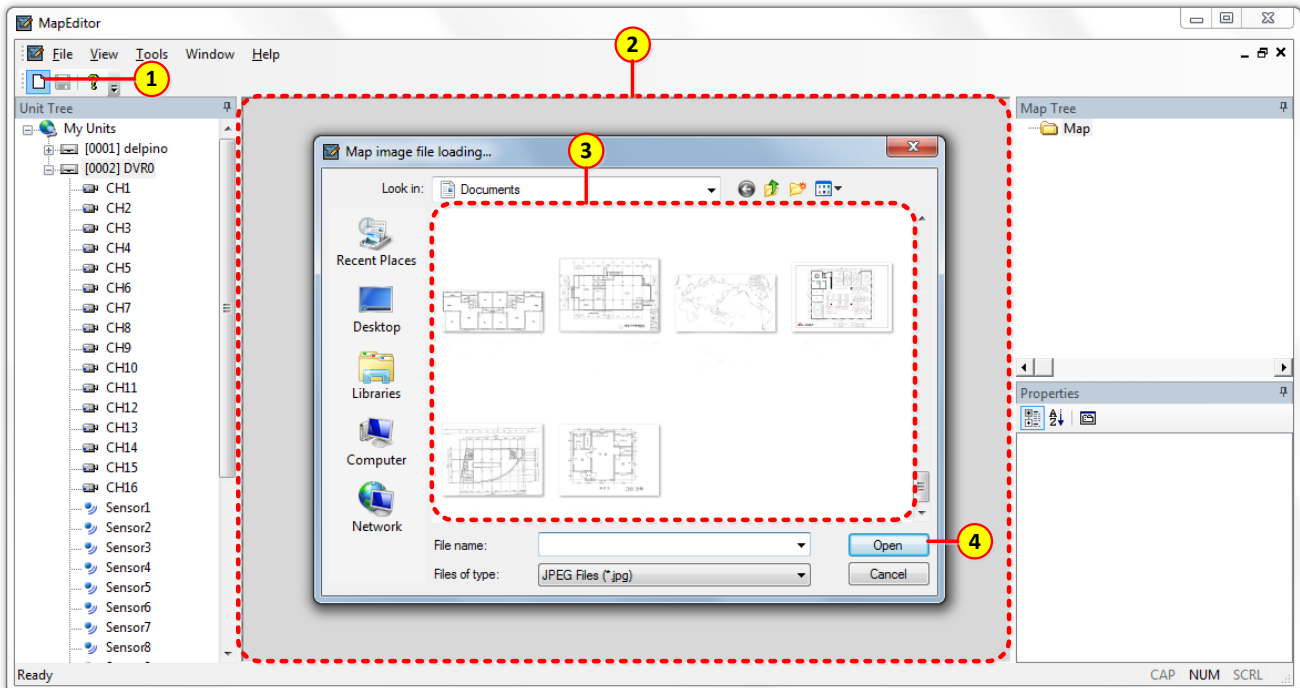 MapEditor
File View Tools Window Help
2
1
Unit Tree
My Units
[0001] delpino
[0002] DVR0
CH1
CH2
CH3
CH4
CH5
CH6
CH7
CH8
CH9
CH10
CH11
CH12
CH13
CH14
CH15
CH16
Sensor1
Sensor2
Sensor3
Sensor4
Sensor5
Sensor6
Sensor7
Sensor8
Map image file loading...
3
Look in: Documents
Recent Places
Desktop
Libraries
Computer
Network
File name: Open
4
Files of type: JPEG Files (*.jpg) Cancel
Map Tree
Map
Properties
Ready
CAP NUM SCRL